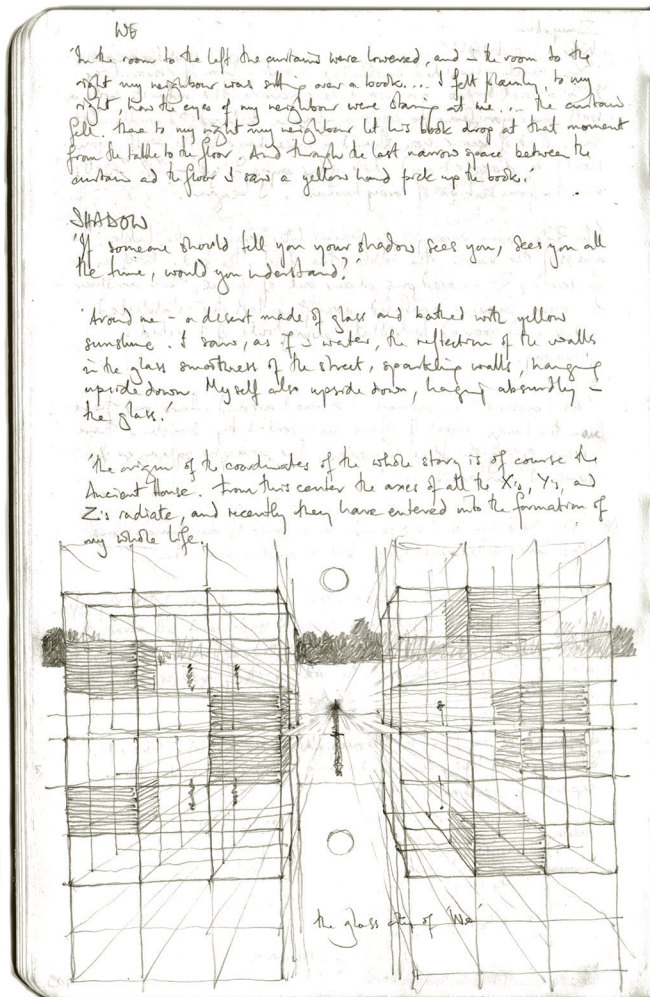 WE
'In the room to the left the curtains were lowered, and in the room to the
right my neighbour was sitting over a book.... I felt plainly, to my
right, how the eyes of my neighbour were staring at me... the curtain
fell. there to my right my neighbour let his book drop at that moment
from the table to the floor. And through the last narrow space between the
curtain and the floor I saw a yellow hand pick up the book.'
SHADOW
'If someone should tell you your shadow sees you, sees you all
the time, would you understand?'
'Around me - a desert made of glass and bathed with yellow
sunshine. I saw, as if in water, the reflection of the walls
in the glass smoothness of the street, sparkling walls, hanging
upside down. Myself also upside down, hanging absurdly in
the glass.'
'the origin of the coordinates of the whole story is of course the
Ancient House. From this center the axes of all the X's, Y's, and
Z's radiate, and recently they have entered into the formation of
my whole life.
the glass city of 'We'